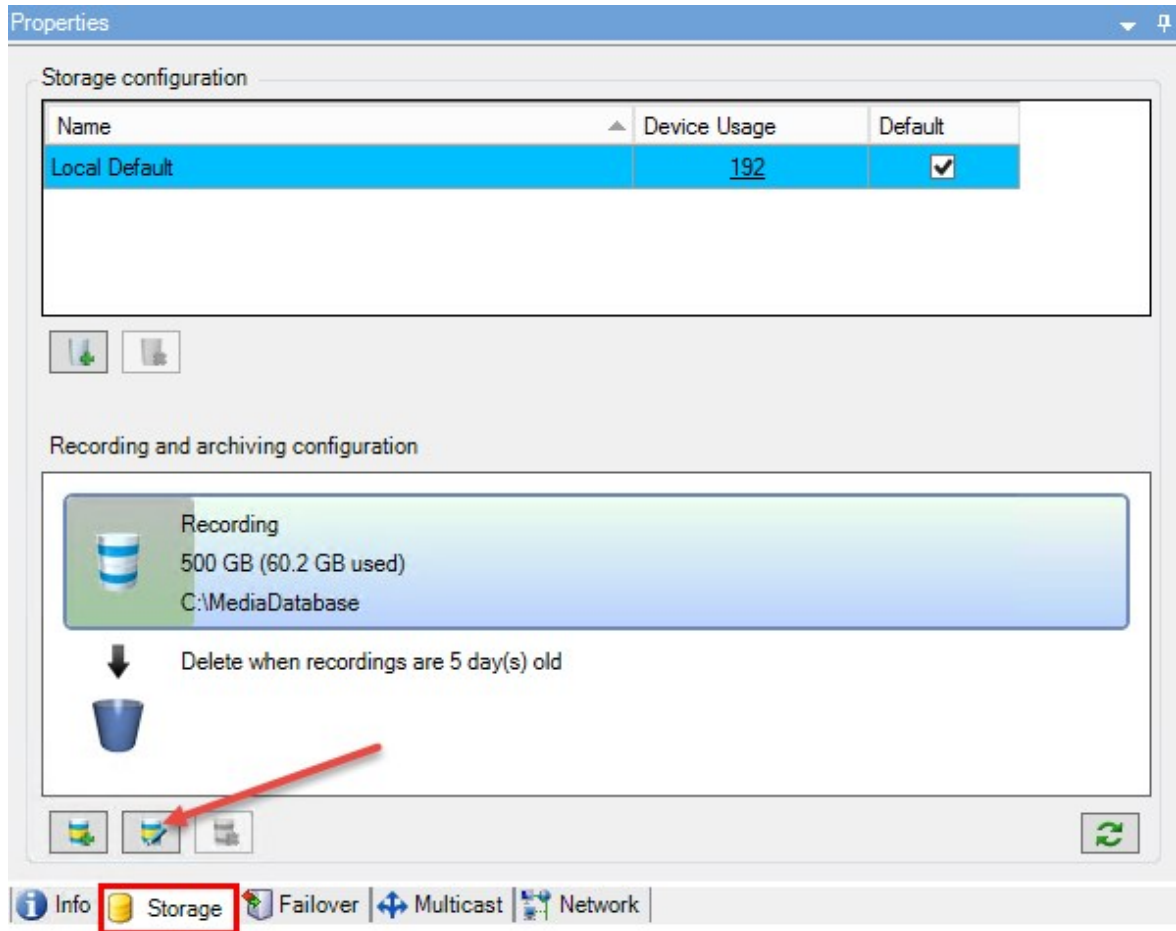 Properties
Storage configuration
Name Device Usage Default
Local Default 192
Recording and archiving configuration
Recording
500 GB (60.2 GB used)
C:\MediaDatabase
Delete when recordings are 5 day(s) old
Info Storage Failover Multicast Network